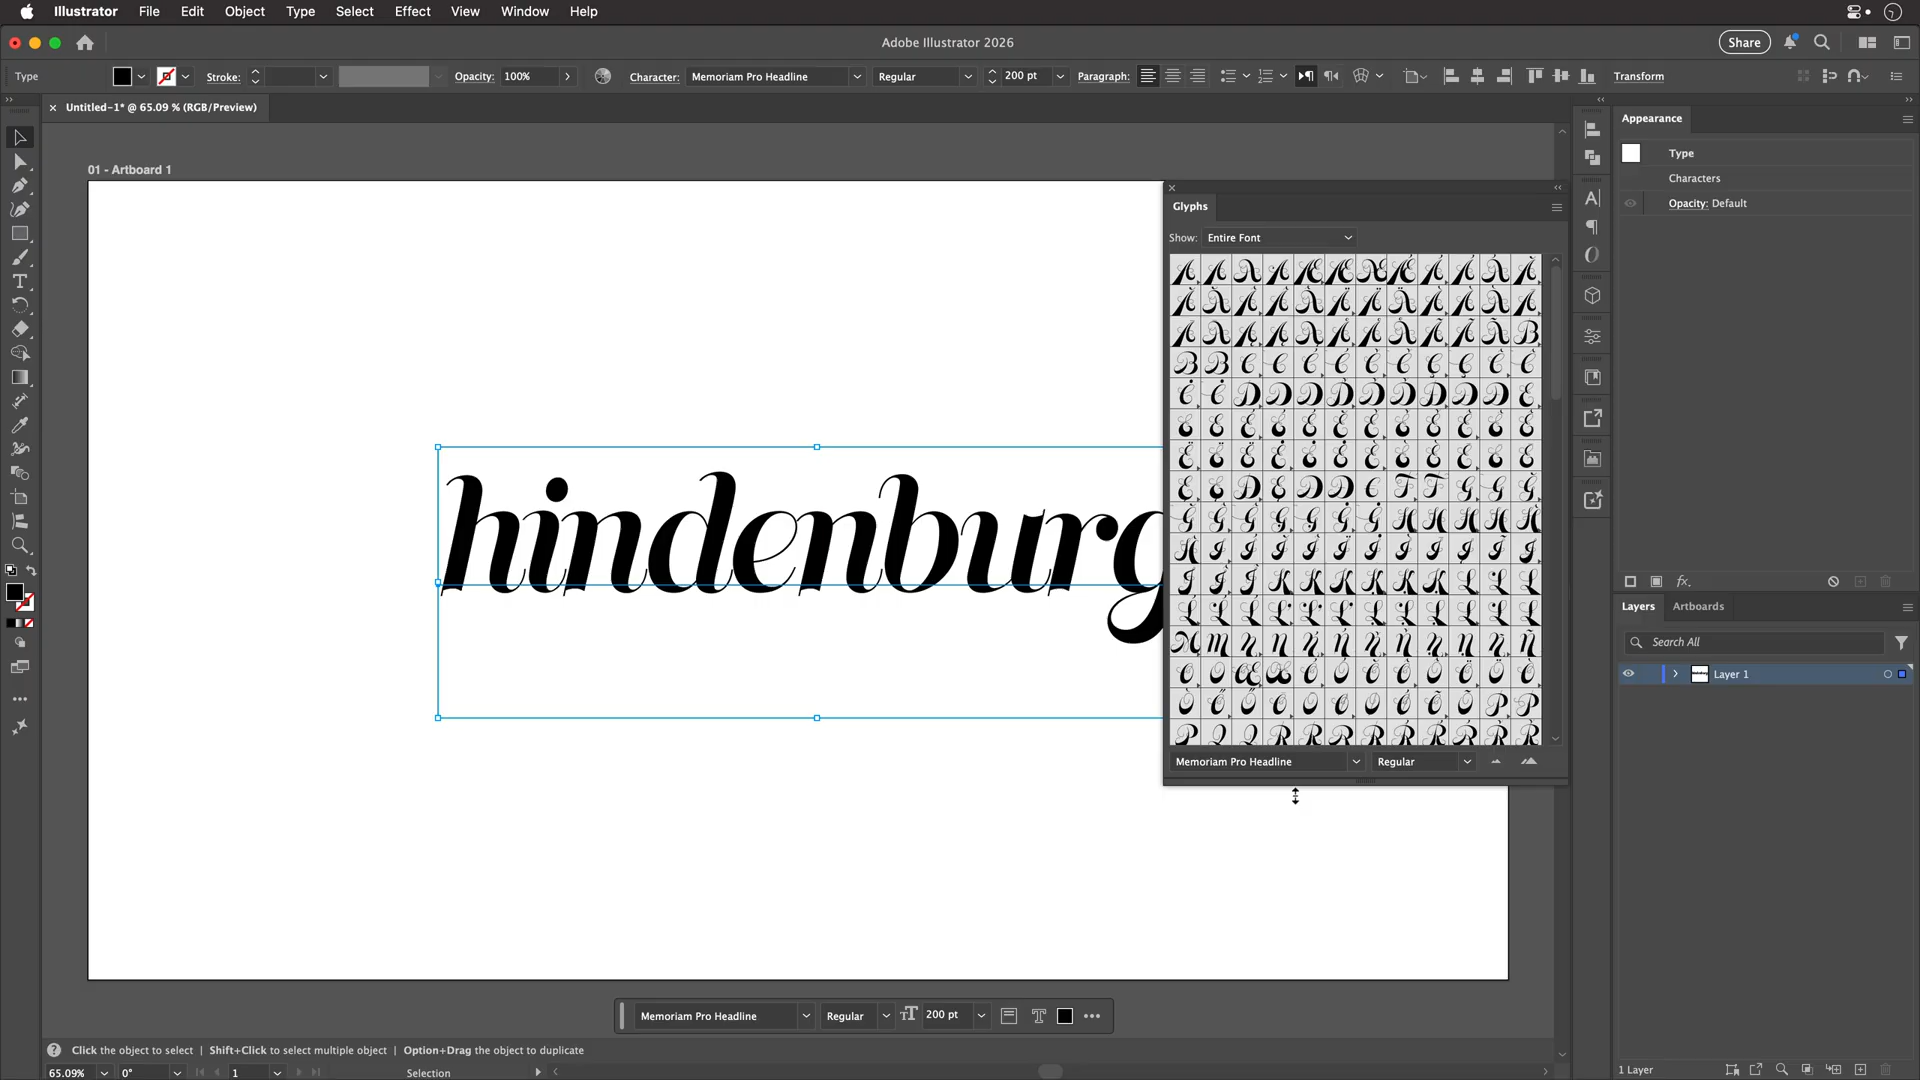 Illustrator File Edit Object Type Select Effect View Window Help
Adobe Illustrator 2026
Share
Type
Stroke:
Opacity: 100%
Character: Memoriam Pro Headline
Regular
200 pt
Paragraph:
Transform
× Untitled-1* @ 65.09 % (RGB/Preview)
01 - Artboard 1
hindenburg
Glyphs
Show: Entire Font
Memoriam Pro Headline
Regular
Appearance
Type
Characters
Opacity: Default
fx.
Layers Artboards
Search All
Layer 1
Memoriam Pro Headline Regular 200 pt
Click the object to select | Shift+Click to select multiple object | Option+Drag the object to duplicate
65.09% 0° 1 Selection
1 Layer